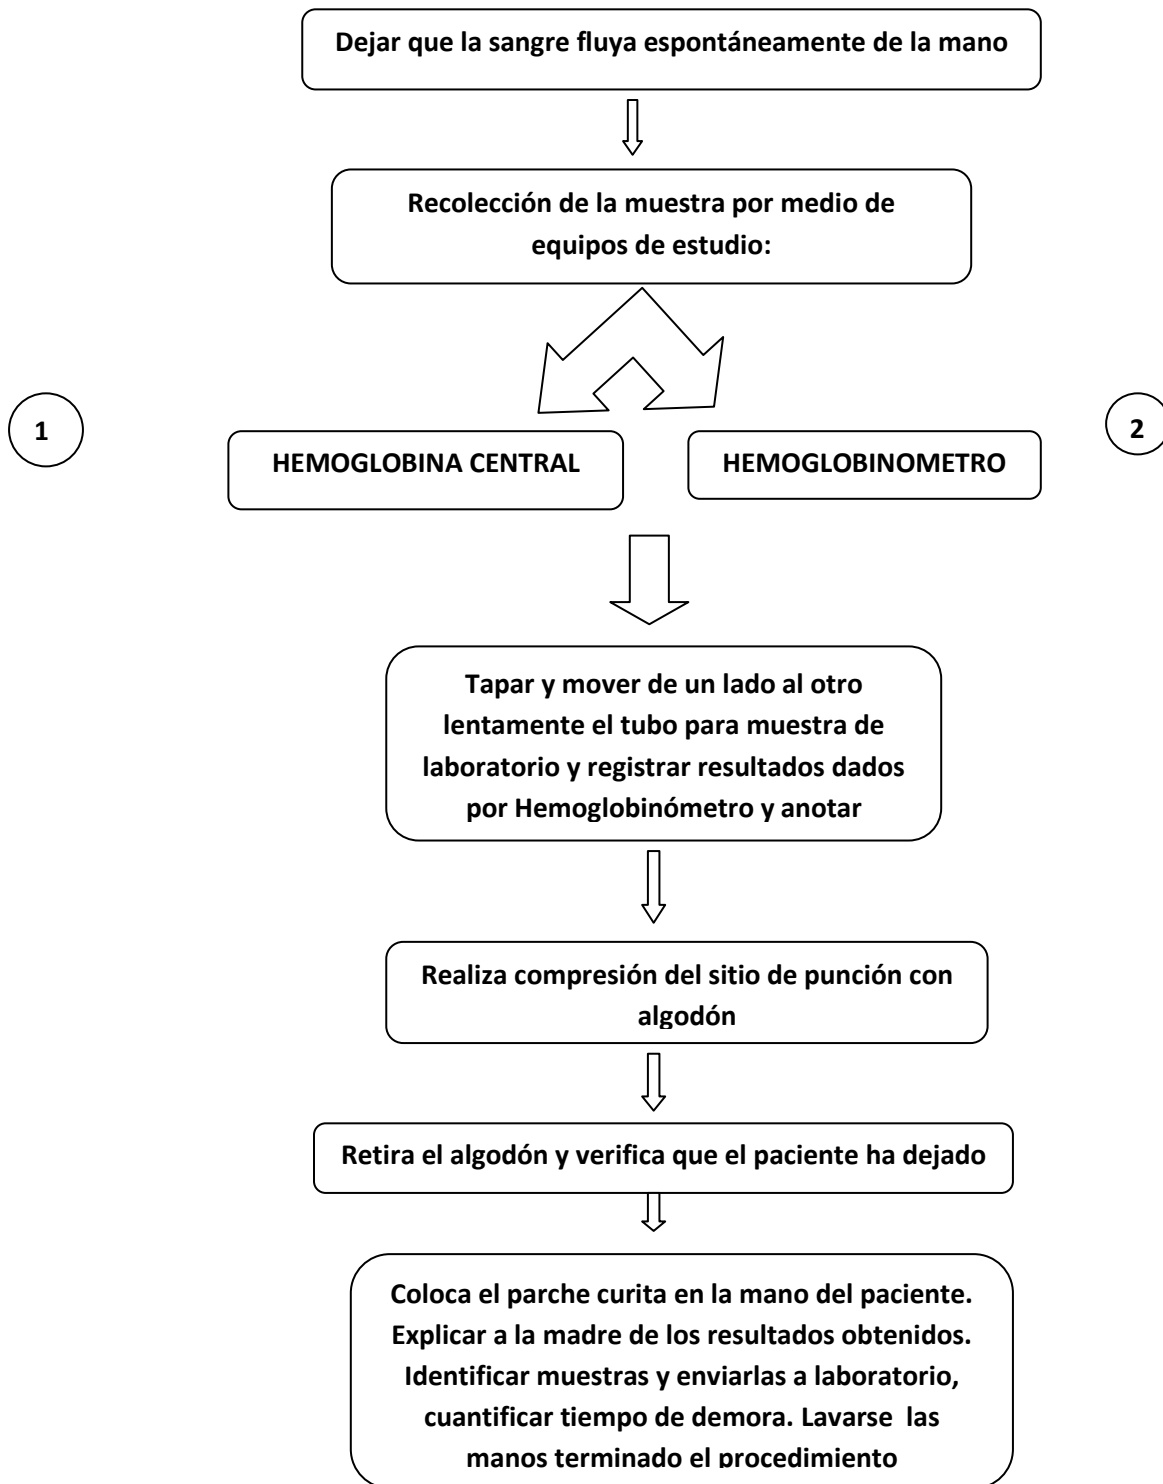 Dejar que la sangre fluya espontáneamente de la mano
Recolección de la muestra por medio de
equipos de estudio:
1
2
HEMOGLOBINA CENTRAL
HEMOGLOBINOMETRO
Tapar y mover de un lado al otro
lentamente el tubo para muestra de
laboratorio y registrar resultados dados
por Hemoglobinómetro y anotar
Realiza compresión del sitio de punción con
algodón
Retira el algodón y verifica que el paciente ha dejado
Coloca el parche curita en la mano del paciente.
Explicar a la madre de los resultados obtenidos.
Identificar muestras y enviarlas a laboratorio,
cuantificar tiempo de demora. Lavarse las
manos terminado el procedimiento